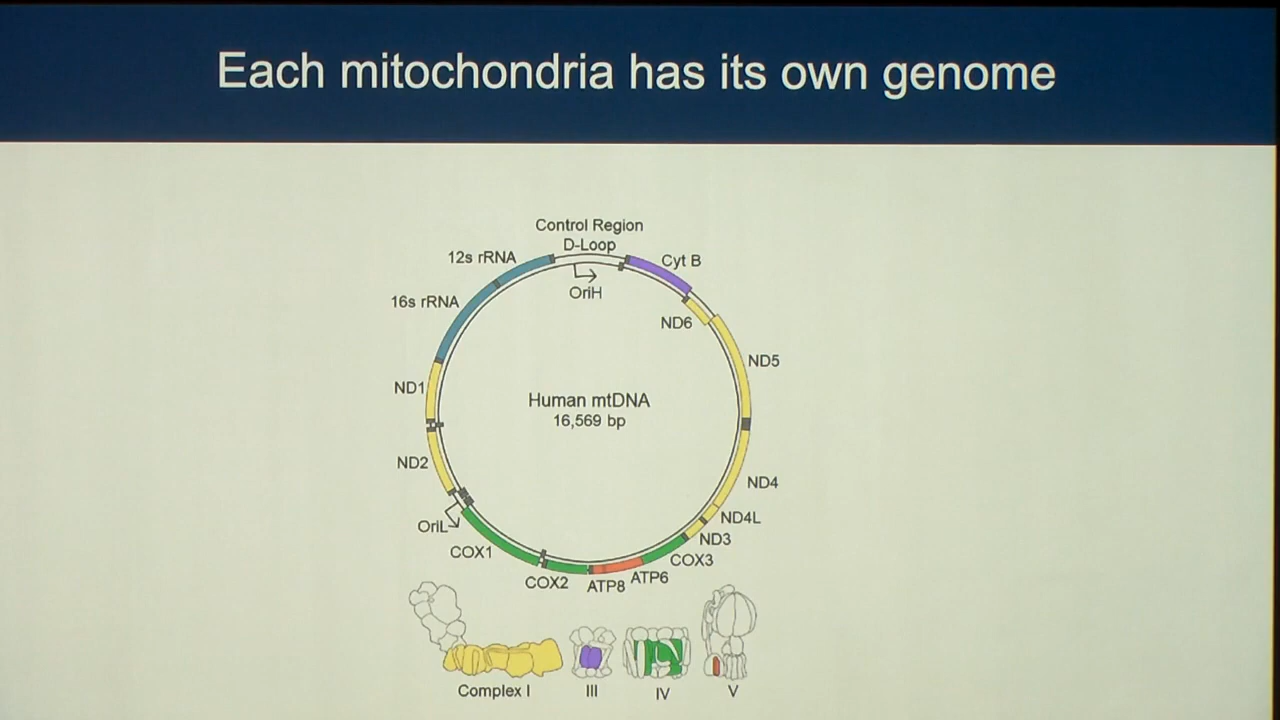 Each mitochondria has its own genome
Control Region
D-Loop
12s rRNA
Cyt B
OriH
16s rRNA
ND6
ND5
ND1
Human mtDNA
16,569 bp
ND2
ND4
ND4L
OriL
ND3
COX1
COX3
ATP6
COX2
ATP8
Complex I
III
IV
V